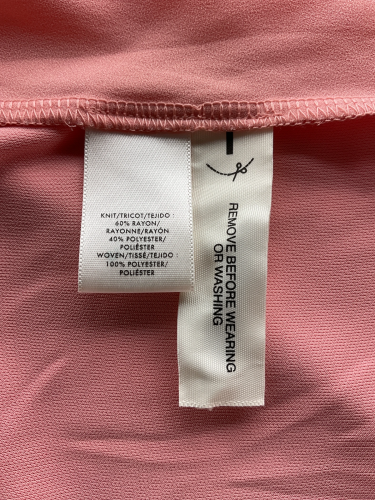 KNIT/TRICOT/TEJIDO :
60% RAYON/
RAYONNE/RAYÓN
40% POLYESTER/
POLIÉSTER
WOVEN/TISSÉ/TEJIDO :
100% POLYESTER/
POLIÉSTER
REMOVE BEFORE WEARING
OR WASHING